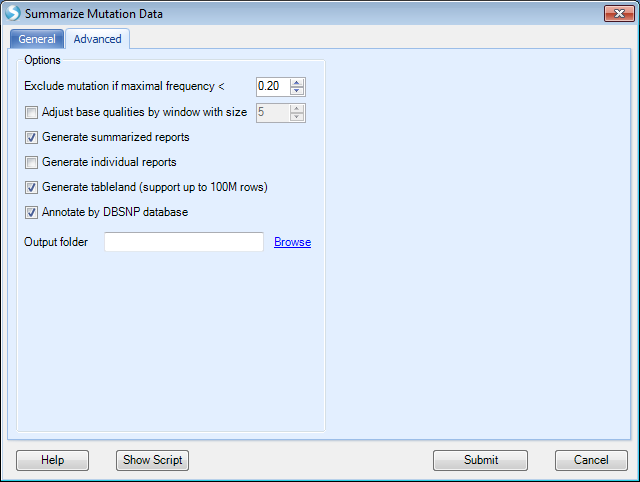 Summarize Mutation Data
General Advanced
Options
Exclude mutation if maximal frequency < 0.20
Adjust base qualities by window with size 5
Generate summarized reports
Generate individual reports
Generate tableland (support up to 100M rows)
Annotate by DBSNP database
Output folder Browse
Help Show Script Submit Cancel